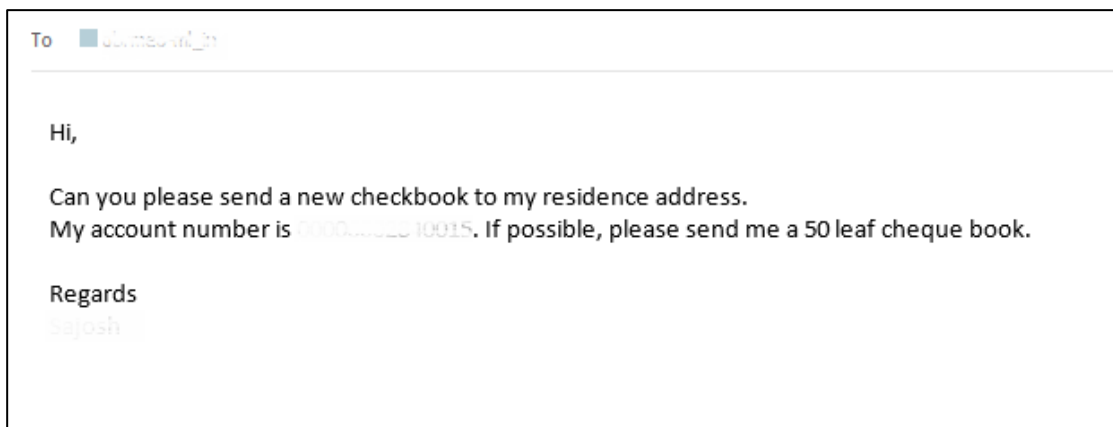 To
Hi,
Can you please send a new checkbook to my residence address.
My account number is . If possible, please send me a 50 leaf cheque book.
Regards
Sajosh